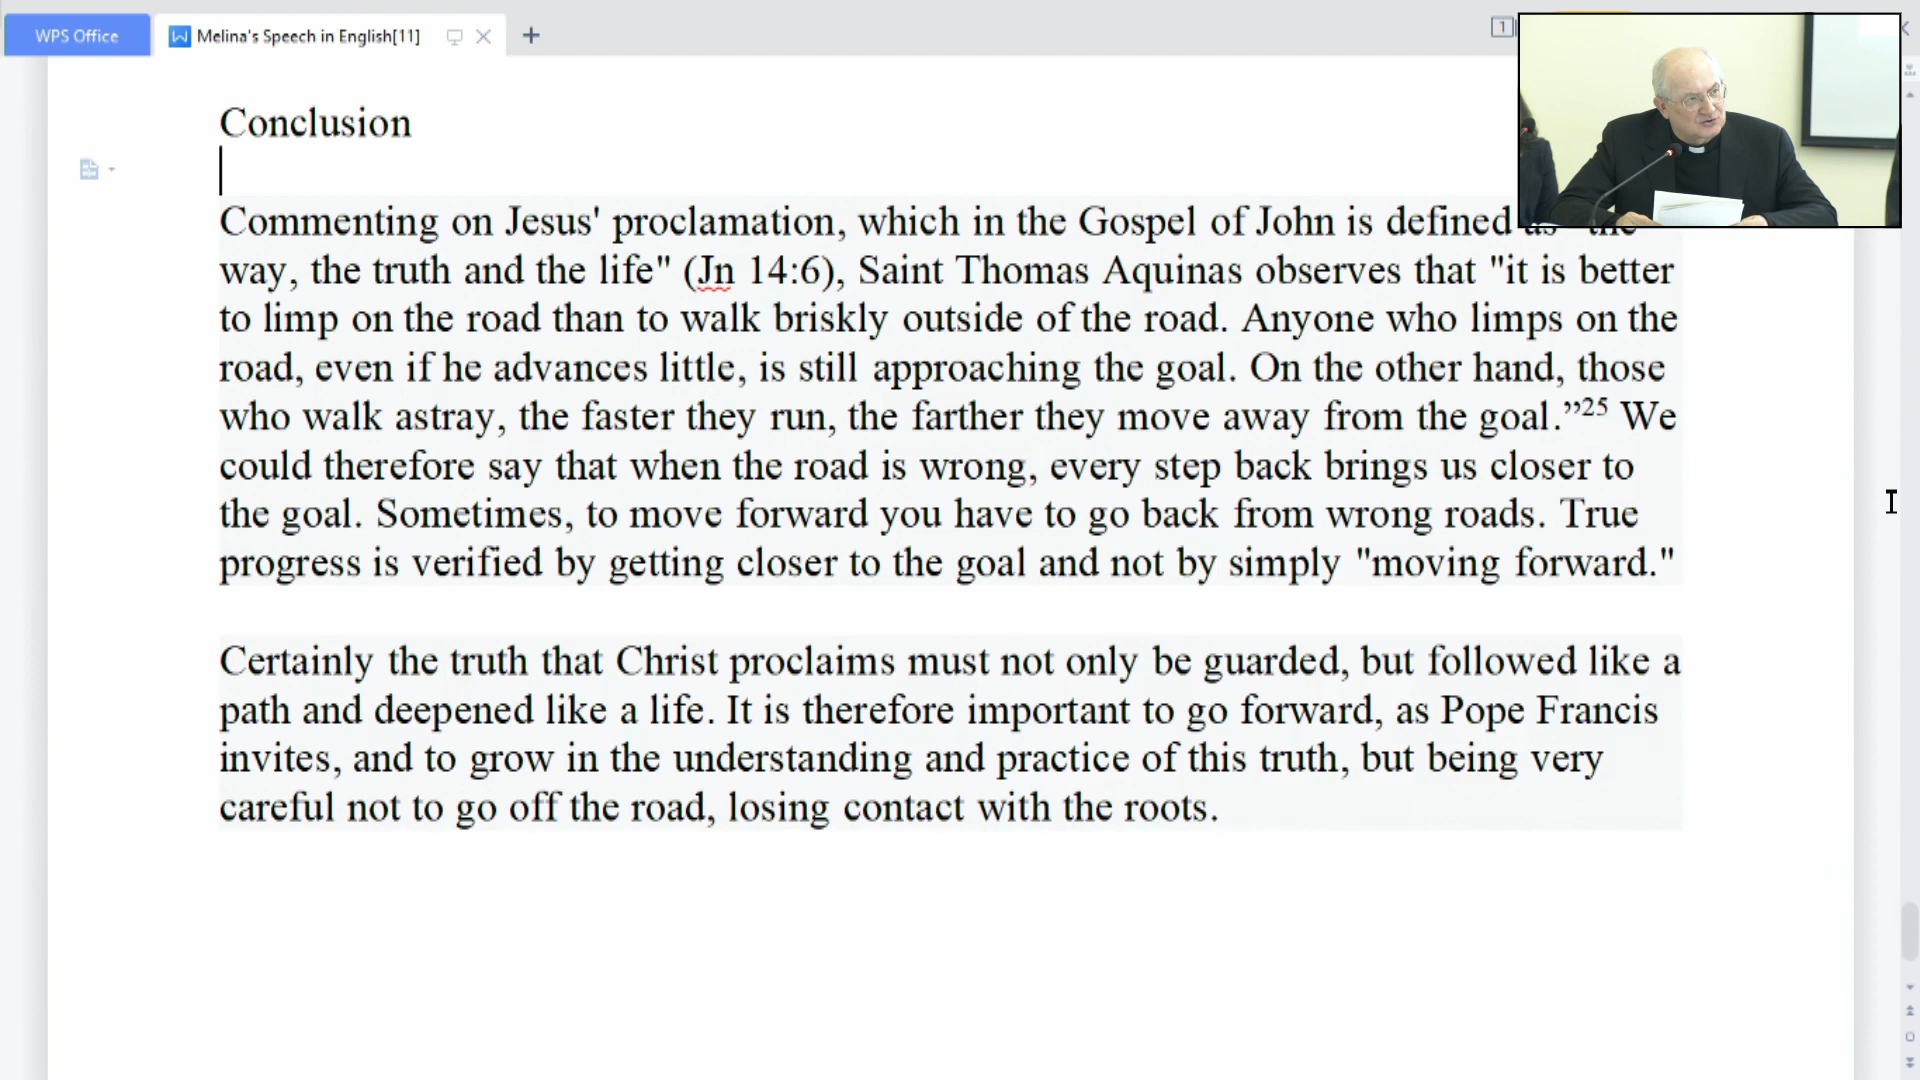 WPS Office
Melina's Speech in English[11]
1
Conclusion
Commenting on Jesus' proclamation, which in the Gospel of John is defined as "the
way, the truth and the life" (Jn 14:6), Saint Thomas Aquinas observes that "it is better
to limp on the road than to walk briskly outside of the road. Anyone who limps on the
road, even if he advances little, is still approaching the goal. On the other hand, those
who walk astray, the faster they run, the farther they move away from the goal.”25 We
could therefore say that when the road is wrong, every step back brings us closer to
the goal. Sometimes, to move forward you have to go back from wrong roads. True
progress is verified by getting closer to the goal and not by simply "moving forward."
Certainly the truth that Christ proclaims must not only be guarded, but followed like a
path and deepened like a life. It is therefore important to go forward, as Pope Francis
invites, and to grow in the understanding and practice of this truth, but being very
careful not to go off the road, losing contact with the roots.